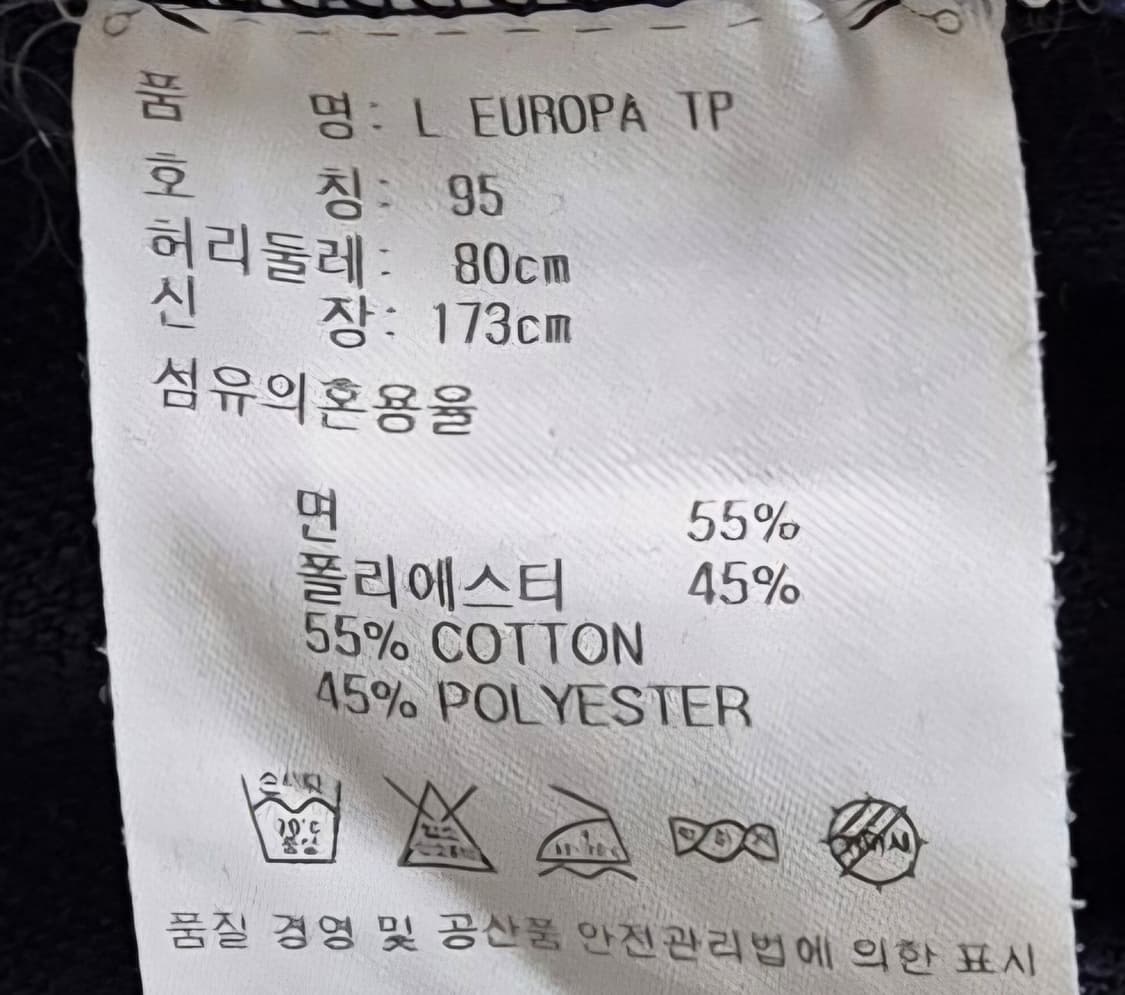 품 명: L EUROPA TP
호 칭: 95
허리둘레: 80cm
신 장: 173cm
섬유의혼용율
면 55%
폴리에스터 45%
55% COTTON
45% POLYESTER
품질 경영 및 공산품 안전관리법에 의한 표시